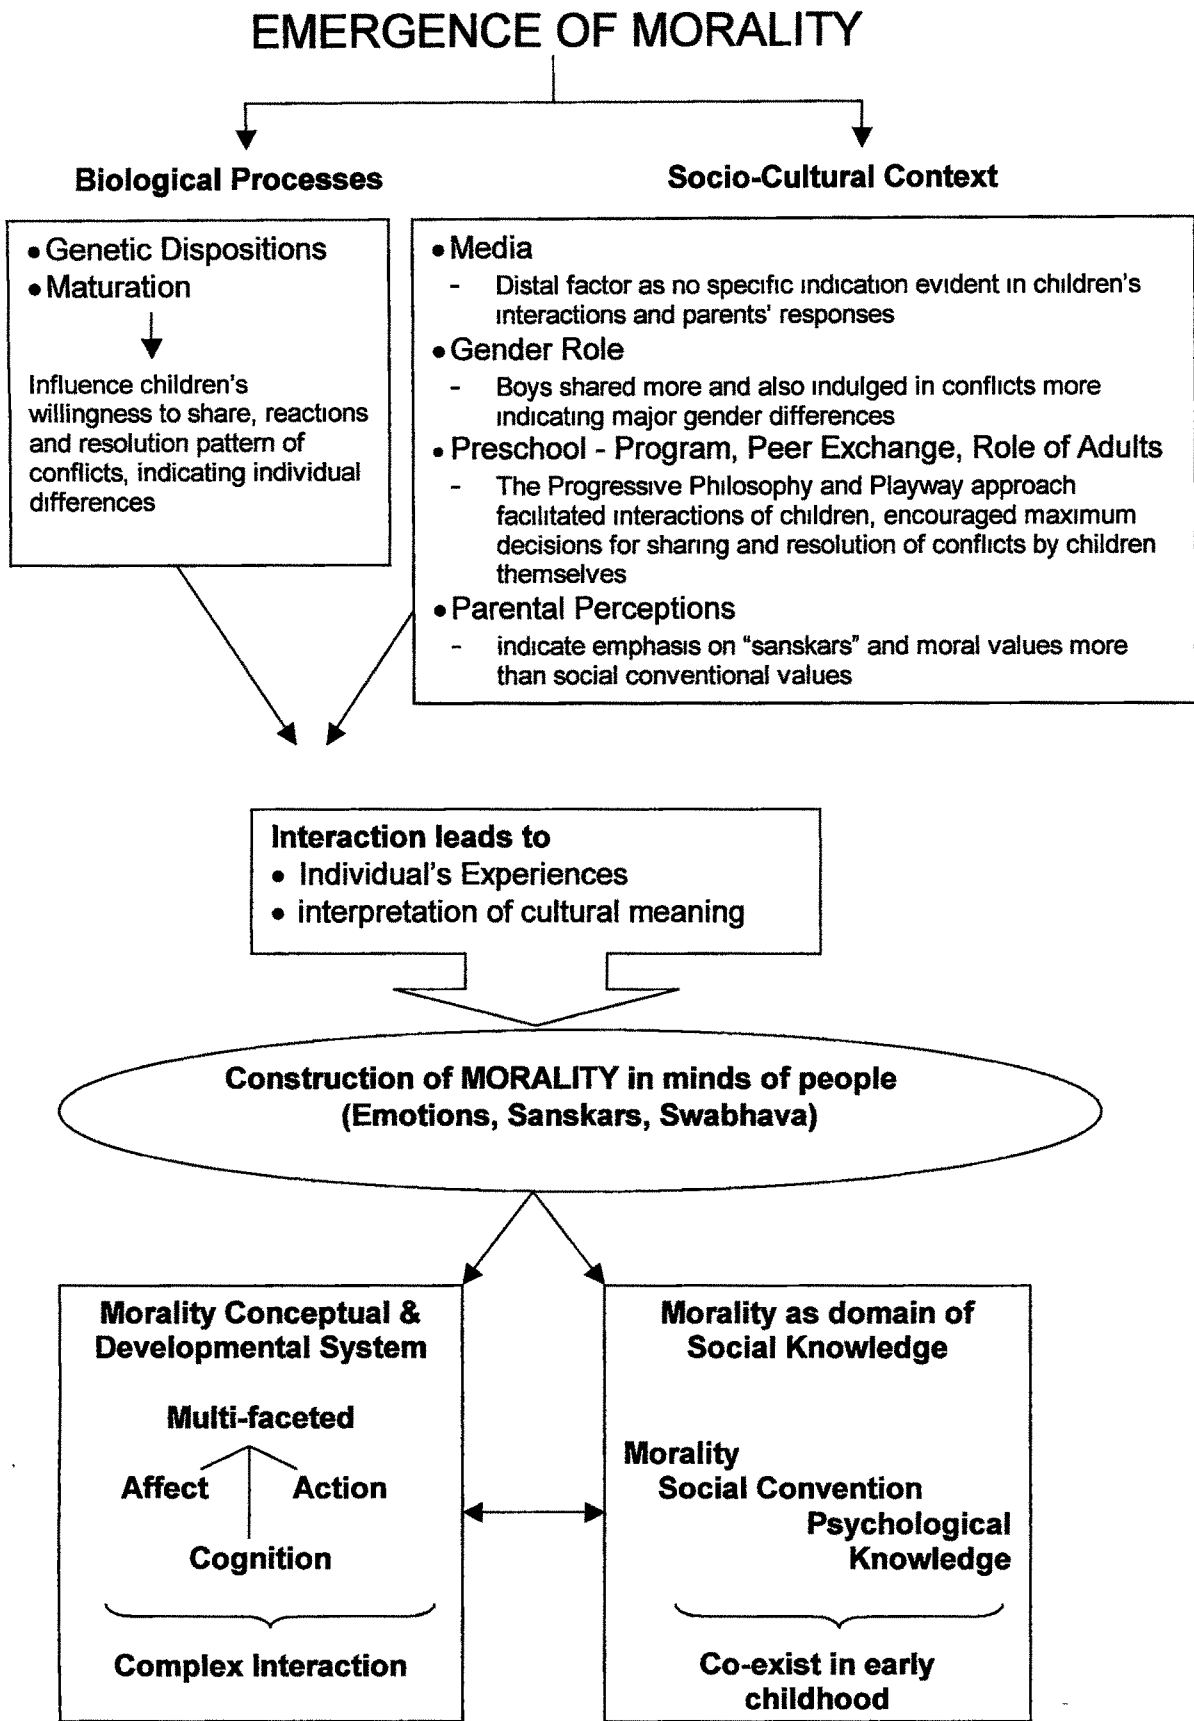 EMERGENCE OF MORALITY
Biological Processes
• Genetic Dispositions
• Maturation
Influence children's
willingness to share, reactions
and resolution pattern of
conflicts, indicating individual
differences
Socio-Cultural Context
• Media
- Distal factor as no specific indication evident in children's
interactions and parents' responses
• Gender Role
- Boys shared more and also indulged in conflicts more
indicating major gender differences
• Preschool - Program, Peer Exchange, Role of Adults
- The Progressive Philosophy and Playway approach
facilitated interactions of children, encouraged maximum
decisions for sharing and resolution of conflicts by children
themselves
• Parental Perceptions
- indicate emphasis on "sanskars" and moral values more
than social conventional values
Interaction leads to
• Individual's Experiences
• interpretation of cultural meaning
Construction of MORALITY in minds of people
(Emotions, Sanskars, Swabhava)
Morality Conceptual &
Developmental System
Multi-faceted
Affect Action
Cognition
Complex Interaction
Morality as domain of
Social Knowledge
Morality
Social Convention
Psychological
Knowledge
Co-exist in early
childhood